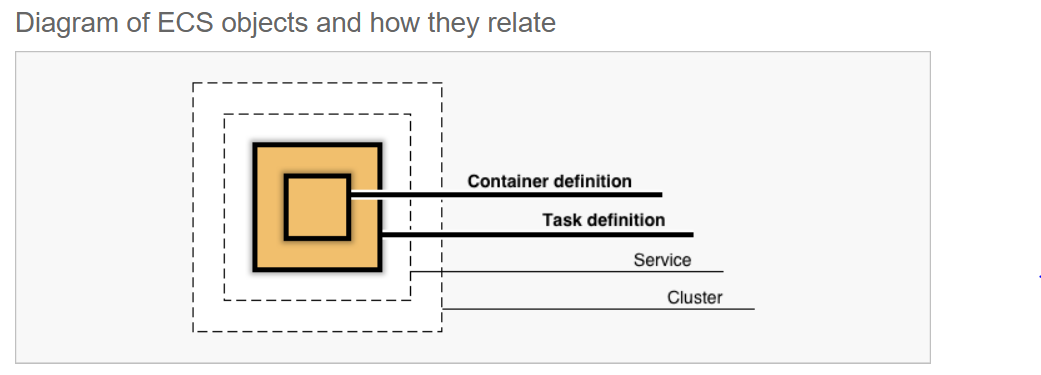 Diagram of ECS objects and how they relate
Container definition
Task definition
Service
Cluster